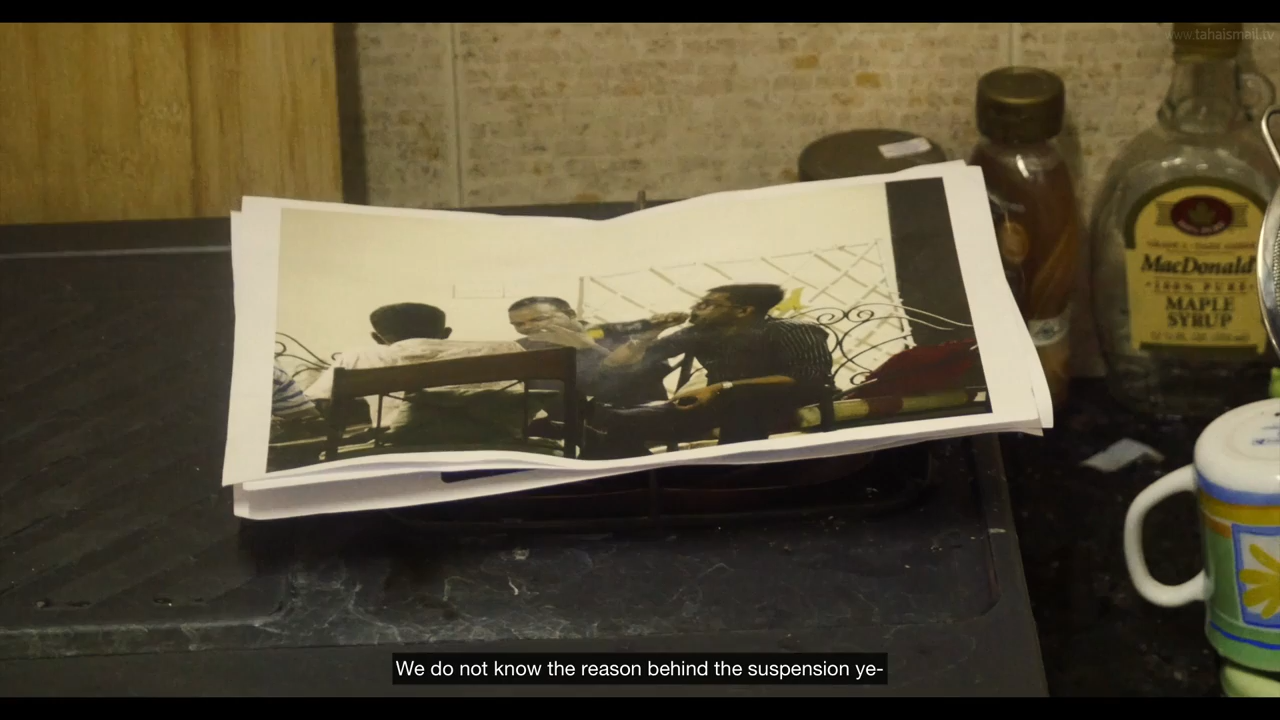 www.tahaismail.tv
MacDonald
100% PURE
MAPLE
SYRUP
We do not know the reason behind the suspension ye-